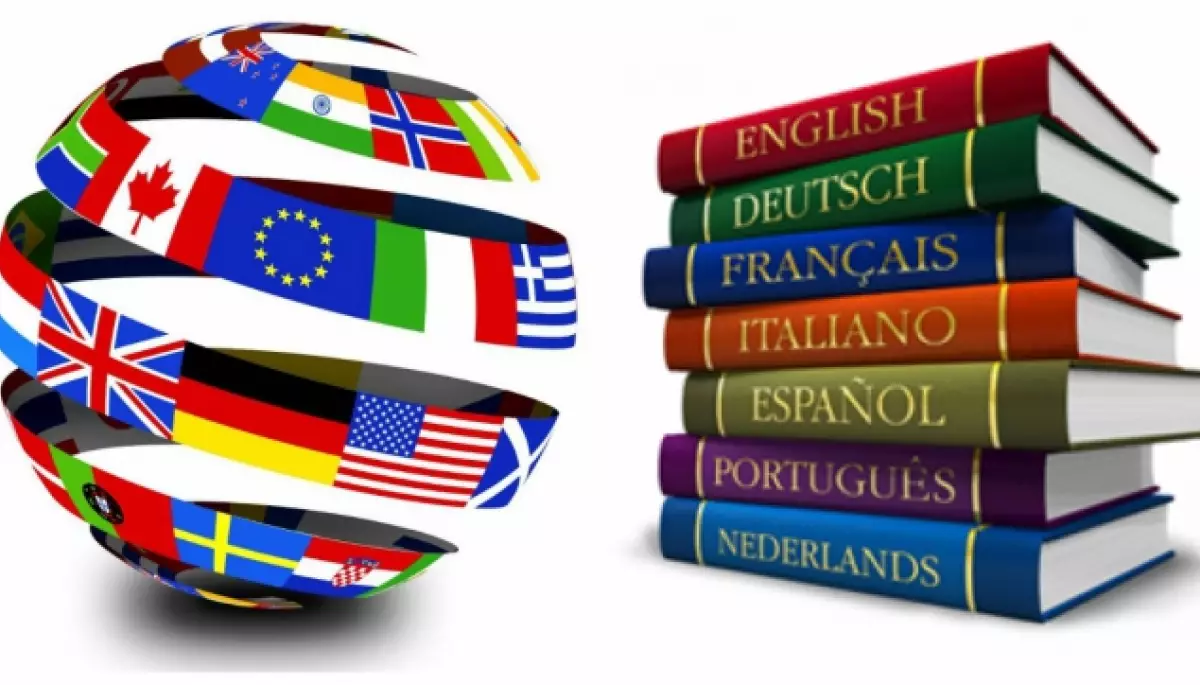 ENGLISH
DEUTSCH
FRANÇAIS
ITALIANO
ESPAÑOL
PORTUGUÊS
NEDERLANDS